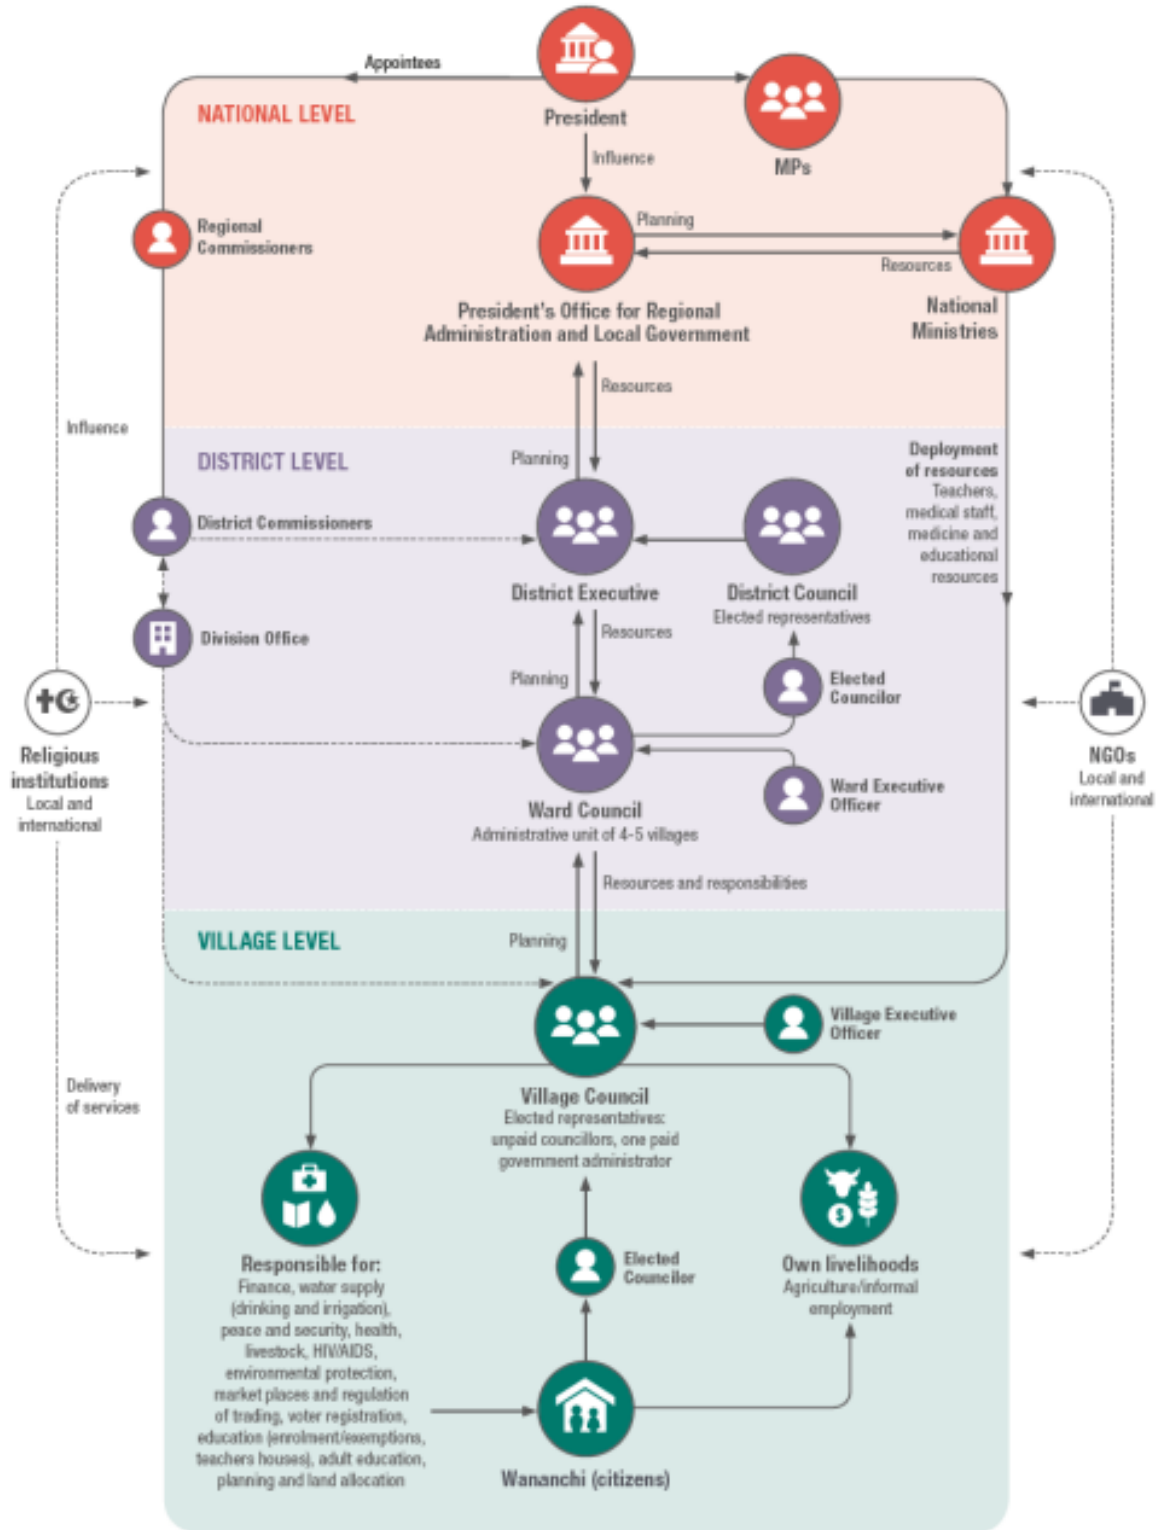 Appointees
NATIONAL LEVEL
President
MPs
Influence
Regional
Commissioners
Planning
Resources
President's Office for Regional
Administration and Local Government
National
Ministries
Resources
Influence
DISTRICT LEVEL
Planning
Deployment
of resources
Teachers,
medical staff,
medicine and
educational
resources
District Commissioners
District Executive
District Council
Elected representatives
Division Office
Resources
Planning
Elected
Councilor
Religious
institutions
Local and
international
NGOs
Local and
international
Ward Executive
Officer
Ward Council
Administrative unit of 4-5 villages
Resources and responsibilities
VILLAGE LEVEL
Planning
Village Executive
Officer
Delivery
of services
Village Council
Elected representatives:
unpaid councillors, one paid
government administrator
Responsible for:
Finance, water supply
(drinking and irrigation),
peace and security, health,
livestock, HIV/AIDS,
environmental protection,
market places and regulation
of trading, voter registration,
education (enrolment/exemptions,
teachers houses), adult education,
planning and land allocation
Elected
Councilor
Own livelihoods
Agriculture/informal
employment
Wananchi (citizens)